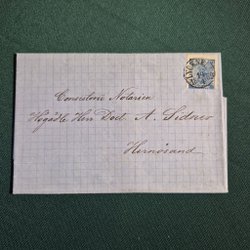 Consistorii Notarien
Högädle Herr Doct. A. Sidner
Hernösand